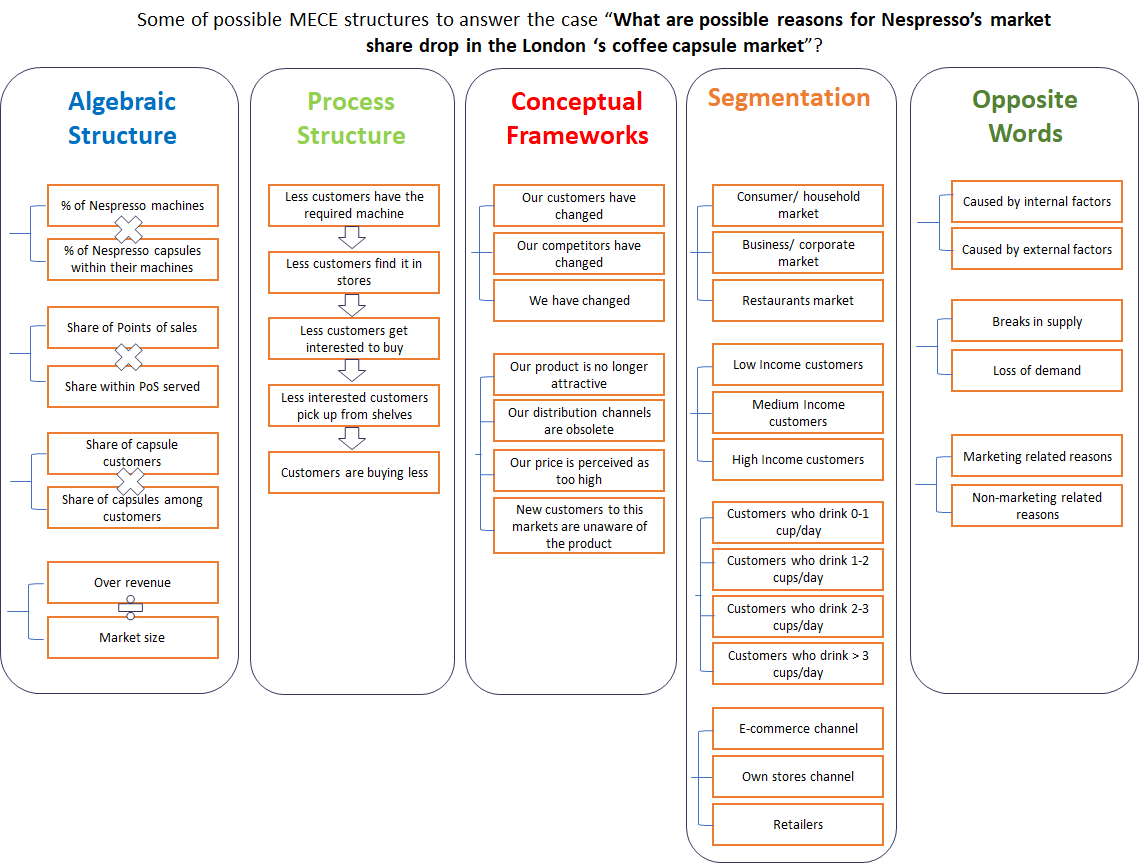 Some of possible MECE structures to answer the case “What are possible reasons for Nespresso’s market
share drop in the London ‘s coffee capsule market”?
Algebraic
Structure
% of Nespresso machines
% of Nespresso capsules
within their machines
Share of Points of sales
Share within PoS served
Share of capsule
customers
Share of capsules among
customers
Over revenue
Market size
Process
Structure
Less customers have the
required machine
Less customers find it in
stores
Less customers get
interested to buy
Less interested customers
pick up from shelves
Customers are buying less
Conceptual
Frameworks
Our customers have
changed
Our competitors have
changed
We have changed
Our product is no longer
attractive
Our distribution channels
are obsolete
Our price is perceived as
too high
New customers to this
markets are unaware of
the product
Segmentation
Consumer/ household
market
Business/ corporate
market
Restaurants market
Low Income customers
Medium Income
customers
High Income customers
Customers who drink 0-1
cup/day
Customers who drink 1-2
cups/day
Customers who drink 2-3
cups/day
Customers who drink > 3
cups/day
E-commerce channel
Own stores channel
Retailers
Opposite
Words
Caused by internal factors
Caused by external factors
Breaks in supply
Loss of demand
Marketing related reasons
Non-marketing related
reasons